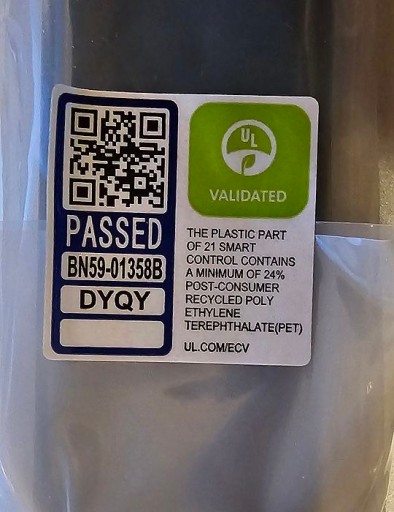 PASSED
BN59-01358B
DYQY
UL
VALIDATED
THE PLASTIC PART
OF 21 SMART
CONTROL CONTAINS
A MINIMUM OF 24%
POST-CONSUMER
RECYCLED POLY
ETHYLENE
TEREPHTHALATE(PET)
UL.COM/ECV